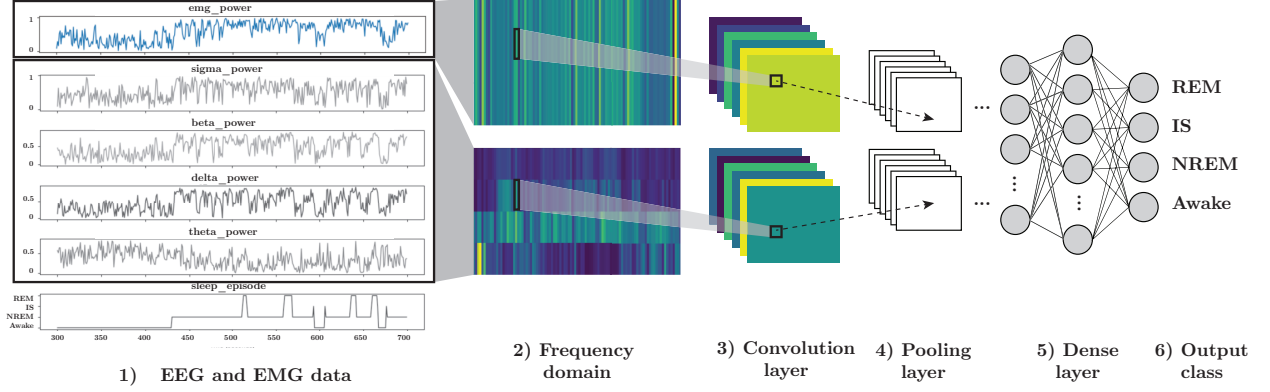 emg_power
1
0
sigma_power
1
0
beta_power
0.5
0
delta_power
0.5
0
theta_power
0.5
0
sleep_episode
REM
IS
NREM
Awake
300 350 400 450 500 550 600 650 700
...
...
REM
IS
NREM
Awake
1) EEG and EMG data
2) Frequency
domain
3) Convolution
layer
4) Pooling
layer
5) Dense
layer
6) Output
class